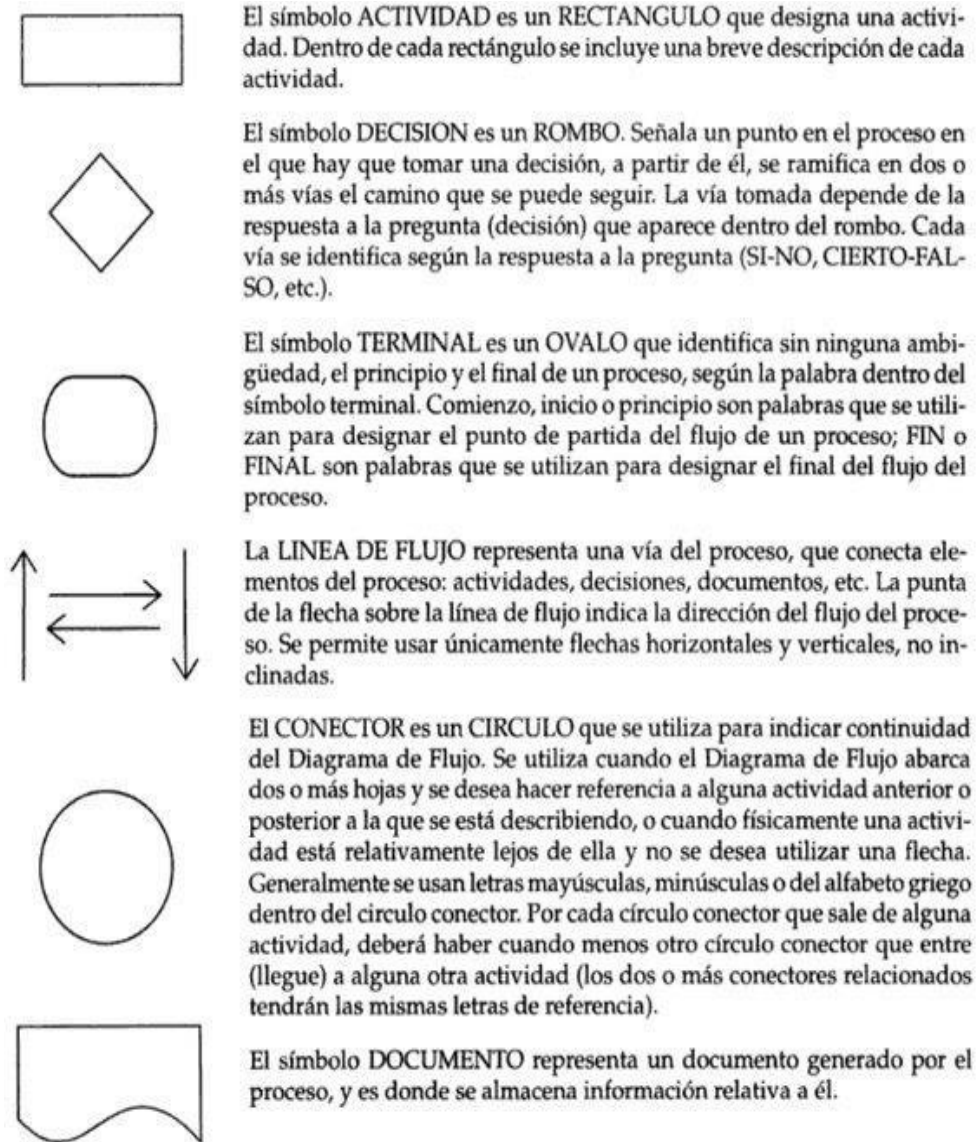 El símbolo ACTIVIDAD es un RECTANGULO que designa una activi-
dad. Dentro de cada rectángulo se incluye una breve descripción de cada
actividad.
El símbolo DECISION es un ROMBO. Señala un punto en el proceso en
el que hay que tomar una decisión, a partir de él, se ramifica en dos o
más vías el camino que se puede seguir. La vía tomada depende de la
respuesta a la pregunta (decisión) que aparece dentro del rombo. Cada
vía se identifica según la respuesta a la pregunta (SI-NO, CIERTO-FAL-
SO, etc.).
El símbolo TERMINAL es un OVALO que identifica sin ninguna ambi-
güedad, el principio y el final de un proceso, según la palabra dentro del
símbolo terminal. Comienzo, inicio o principio son palabras que se utili-
zan para designar el punto de partida del flujo de un proceso; FIN o
FINAL son palabras que se utilizan para designar el final del flujo del
proceso.
La LINEA DE FLUJO representa una vía del proceso, que conecta ele-
mentos del proceso: actividades, decisiones, documentos, etc. La punta
de la flecha sobre la línea de flujo indica la dirección del flujo del proce-
so. Se permite usar únicamente flechas horizontales y verticales, no in-
clinadas.
El CONECTOR es un CIRCULO que se utiliza para indicar continuidad
del Diagrama de Flujo. Se utiliza cuando el Diagrama de Flujo abarca
dos o más hojas y se desea hacer referencia a alguna actividad anterior o
posterior a la que se está describiendo, o cuando físicamente una activi-
dad está relativamente lejos de ella y no se desea utilizar una flecha.
Generalmente se usan letras mayúsculas, minúsculas o del alfabeto griego
dentro del circulo conector. Por cada círculo conector que sale de alguna
actividad, deberá haber cuando menos otro círculo conector que entre
(llegue) a alguna otra actividad (los dos o más conectores relacionados
tendrán las mismas letras de referencia).
El símbolo DOCUMENTO representa un documento generado por el
proceso, y es donde se almacena información relativa a él.